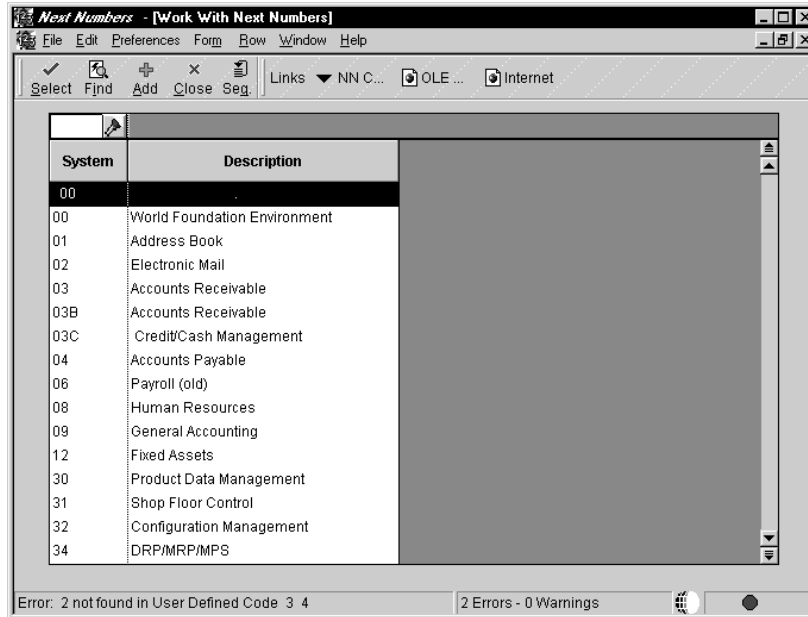 Next Numbers - [Work With Next Numbers]
File Edit Preferences Form Row Window Help
Select Find Add Close Seq. Links NN C... OLE ... Internet
System Description
00 .
00 World Foundation Environment
01 Address Book
02 Electronic Mail
03 Accounts Receivable
03B Accounts Receivable
03C Credit/Cash Management
04 Accounts Payable
06 Payroll (old)
08 Human Resources
09 General Accounting
12 Fixed Assets
30 Product Data Management
31 Shop Floor Control
32 Configuration Management
34 DRP/MRP/MPS
Error: 2 not found in User Defined Code 3 4 2 Errors - 0 Warnings